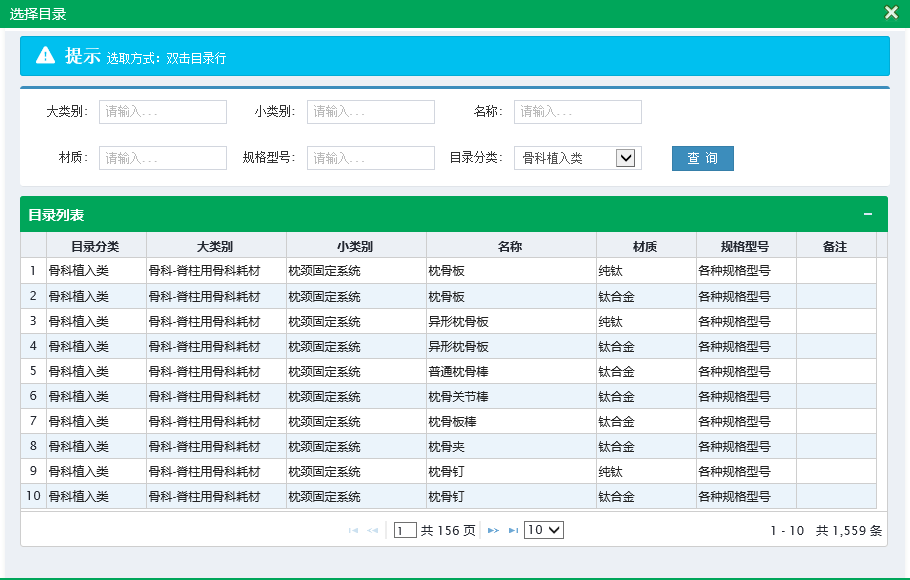 选择目录
提示 选取方式：双击目录行
大类别： 请输入... 小类别： 请输入... 名称： 请输入...
材质： 请输入... 规格型号： 请输入... 目录分类： 骨科植入类 查 询
目录列表
目录分类 大类别 小类别 名称 材质 规格型号 备注
1 骨科植入类 骨科-脊柱用骨科耗材 枕颈固定系统 枕骨板 纯钛 各种规格型号
2 骨科植入类 骨科-脊柱用骨科耗材 枕颈固定系统 枕骨板 钛合金 各种规格型号
3 骨科植入类 骨科-脊柱用骨科耗材 枕颈固定系统 异形枕骨板 纯钛 各种规格型号
4 骨科植入类 骨科-脊柱用骨科耗材 枕颈固定系统 异形枕骨板 钛合金 各种规格型号
5 骨科植入类 骨科-脊柱用骨科耗材 枕颈固定系统 普通枕骨棒 钛合金 各种规格型号
6 骨科植入类 骨科-脊柱用骨科耗材 枕颈固定系统 枕骨关节棒 钛合金 各种规格型号
7 骨科植入类 骨科-脊柱用骨科耗材 枕颈固定系统 枕骨板棒 钛合金 各种规格型号
8 骨科植入类 骨科-脊柱用骨科耗材 枕颈固定系统 枕骨夹 钛合金 各种规格型号
9 骨科植入类 骨科-脊柱用骨科耗材 枕颈固定系统 枕骨钉 纯钛 各种规格型号
10 骨科植入类 骨科-脊柱用骨科耗材 枕颈固定系统 枕骨钉 钛合金 各种规格型号
1 共 156 页 10 1 - 10 共 1,559 条